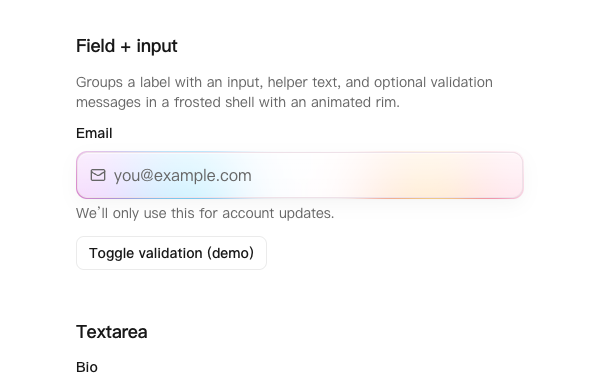 Field + input
Groups a label with an input, helper text, and optional validation
messages in a frosted shell with an animated rim.
Email
you@example.com
We’ll only use this for account updates.
Toggle validation (demo)
Textarea
Bio